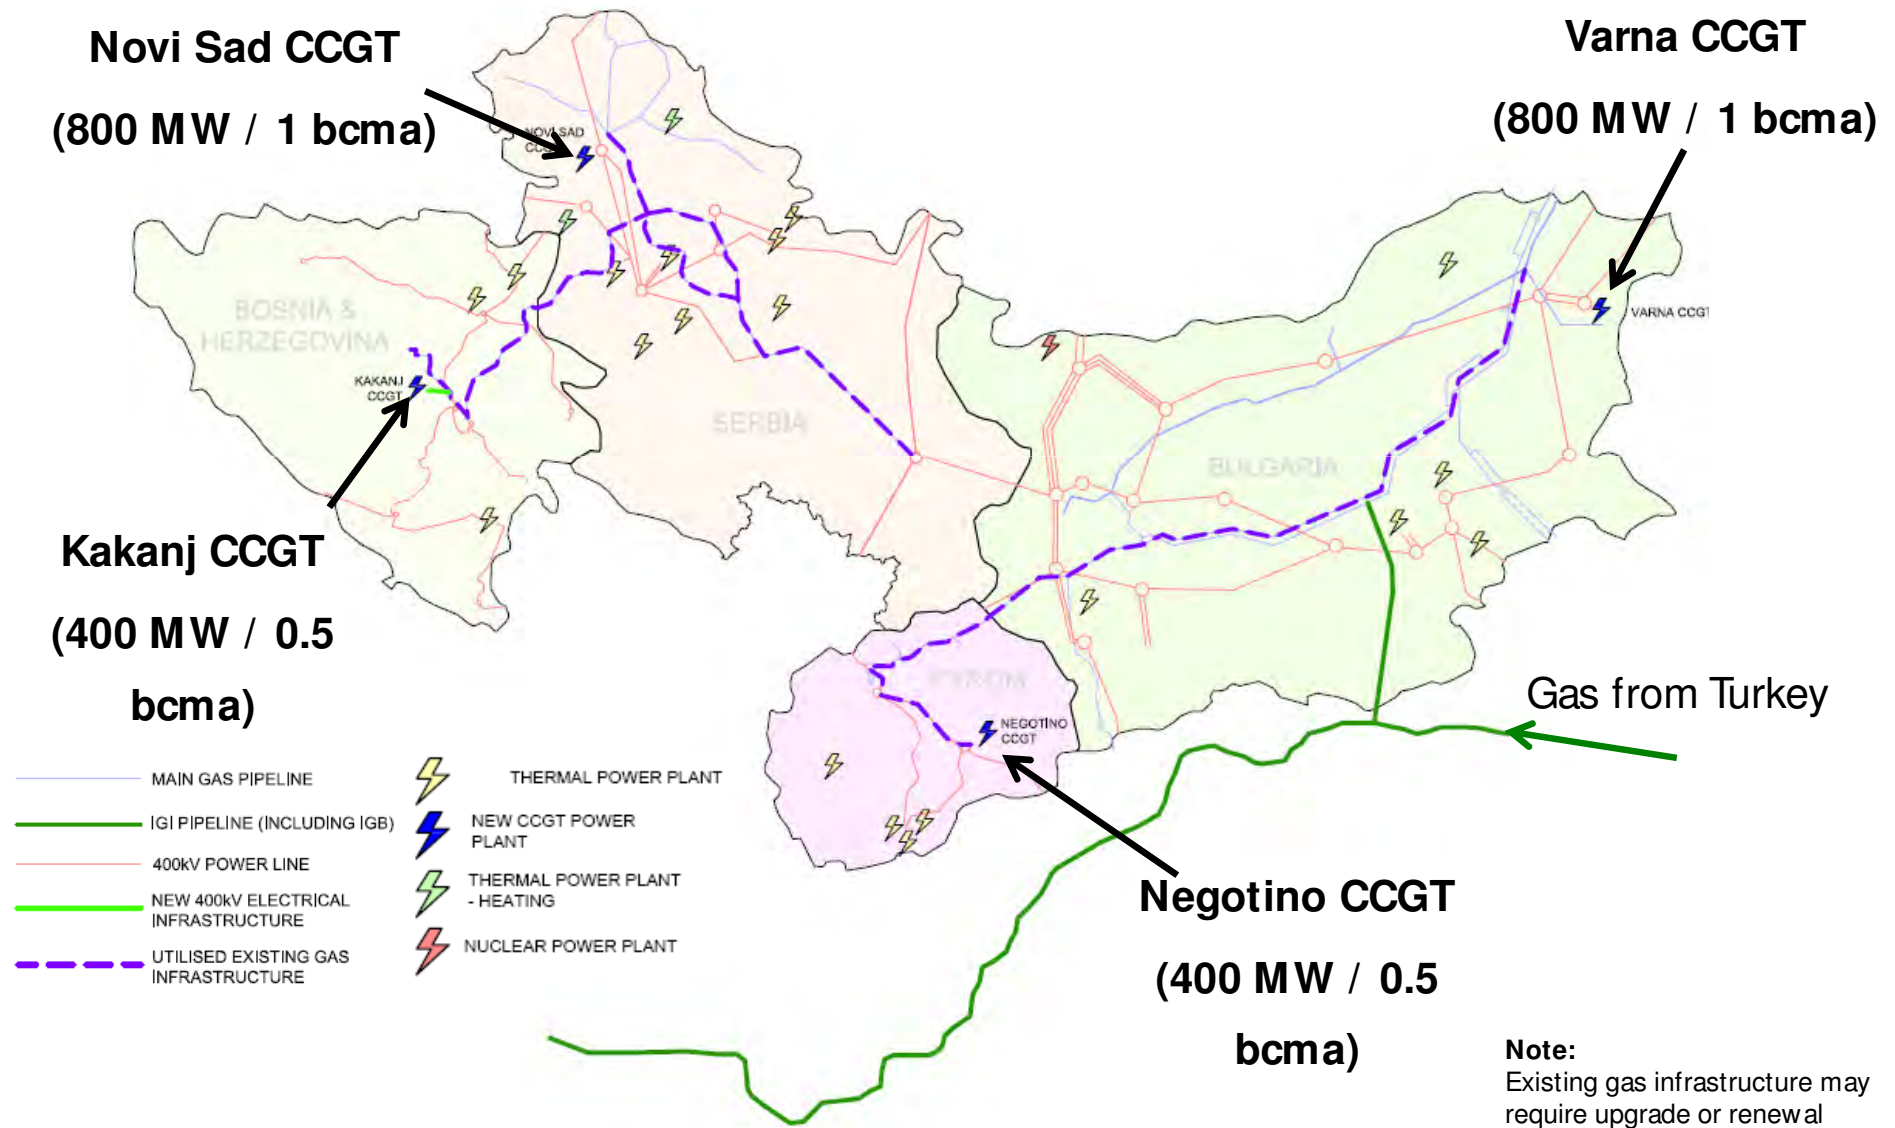 Novi Sad CCGT
(800 MW / 1 bcma)
Varna CCGT
(800 MW / 1 bcma)
NOVI SAD
VARNA CCGT
BOSNIA &
HERZEGOVINA
KAKANJ
CCGT
SERBIA
BULGARIA
Kakanj CCGT
(400 MW / 0.5
bcma)
FYROM
NEGOTINO
CCGT
Gas from Turkey
MAIN GAS PIPELINE
IGI PIPELINE (INCLUDING IGB)
400kV POWER LINE
NEW 400kV ELECTRICAL
INFRASTRUCTURE
UTILISED EXISTING GAS
INFRASTRUCTURE
THERMAL POWER PLANT
NEW CCGT POWER
PLANT
THERMAL POWER PLANT
- HEATING
NUCLEAR POWER PLANT
Negotino CCGT
(400 MW / 0.5
bcma)
Note:
Existing gas infrastructure may
require upgrade or renewal